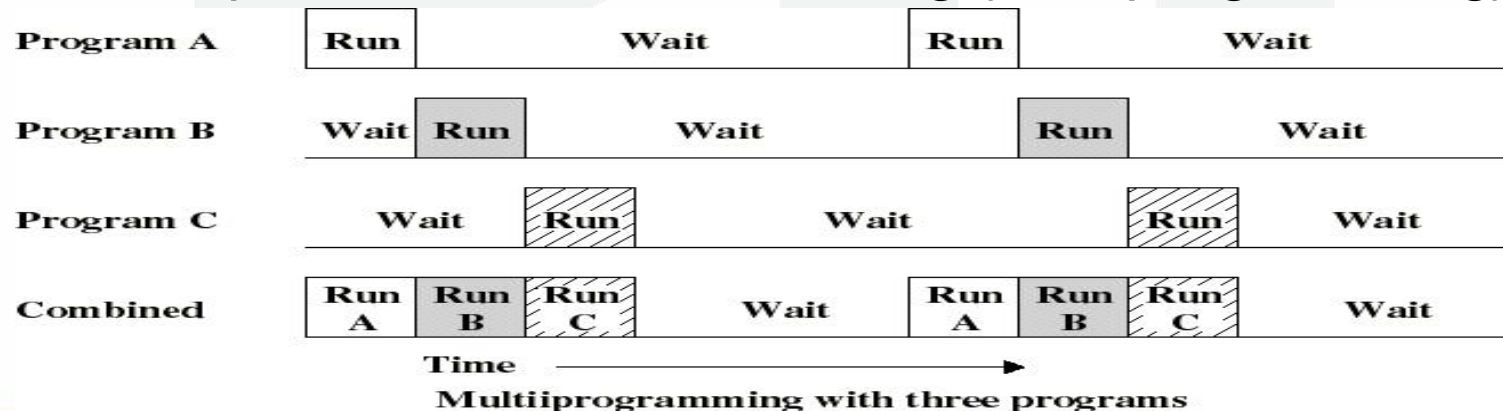 Program A Run Wait Run Wait
Program B Wait Run Wait Run Wait
Program C Wait Run Wait Run Wait
Combined Run A Run B Run C Wait Run A Run B Run C Wait
Time
Multiiprogramming with three programs